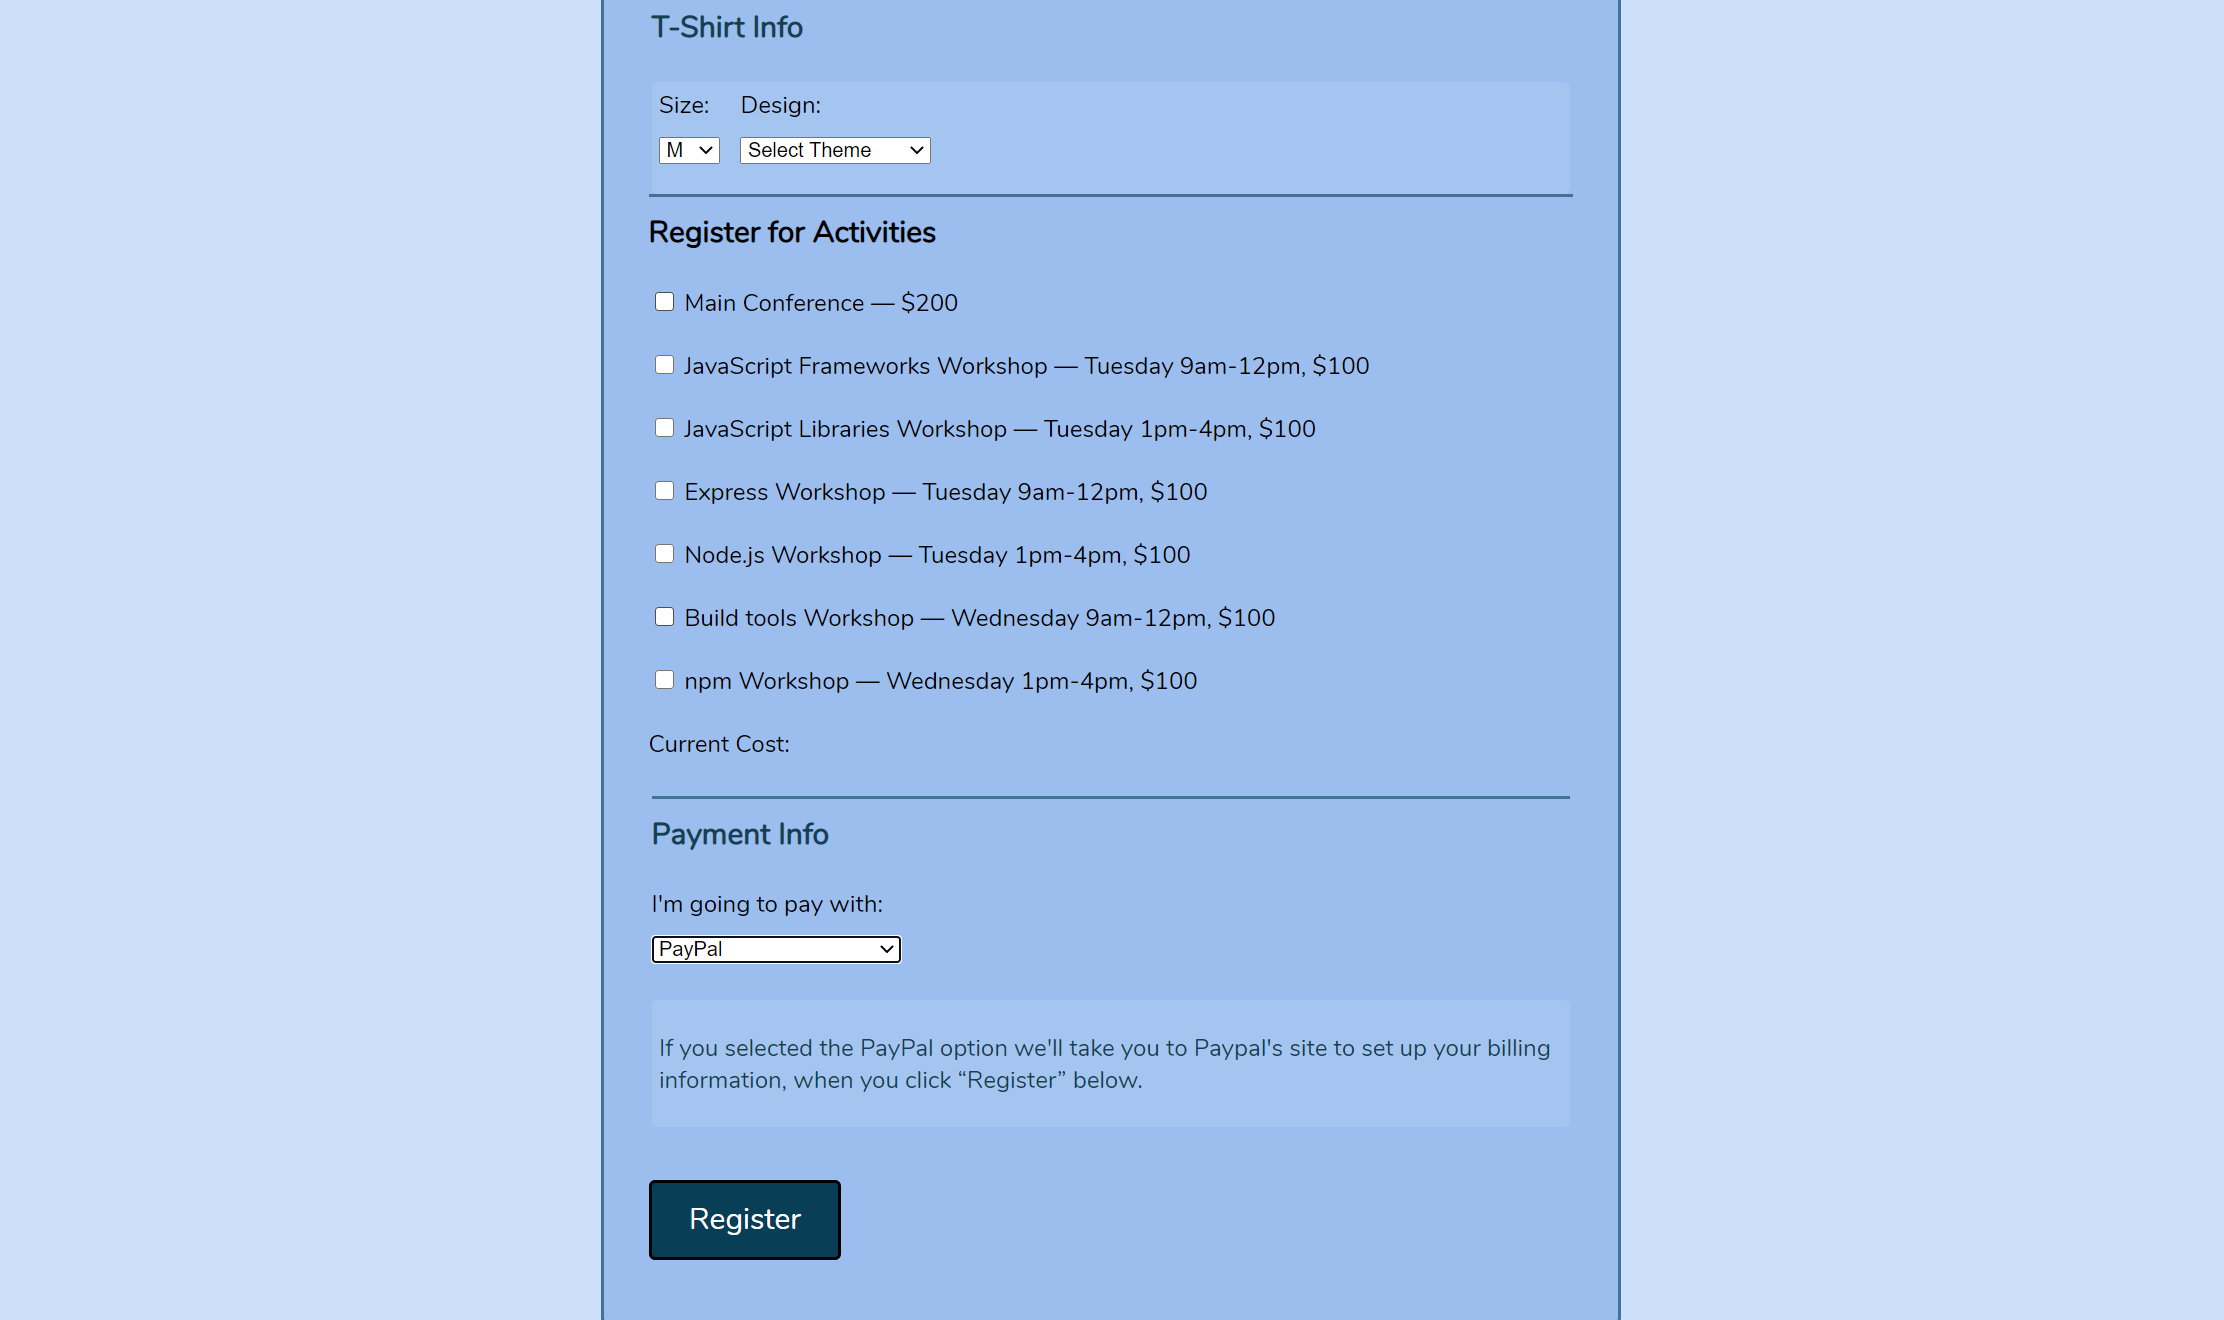 T-Shirt Info
Size: Design:
M Select Theme
Register for Activities
Main Conference — $200
JavaScript Frameworks Workshop — Tuesday 9am-12pm, $100
JavaScript Libraries Workshop — Tuesday 1pm-4pm, $100
Express Workshop — Tuesday 9am-12pm, $100
Node.js Workshop — Tuesday 1pm-4pm, $100
Build tools Workshop — Wednesday 9am-12pm, $100
npm Workshop — Wednesday 1pm-4pm, $100
Current Cost:
Payment Info
I'm going to pay with:
PayPal
If you selected the PayPal option we'll take you to Paypal's site to set up your billing
information, when you click “Register” below.
Register